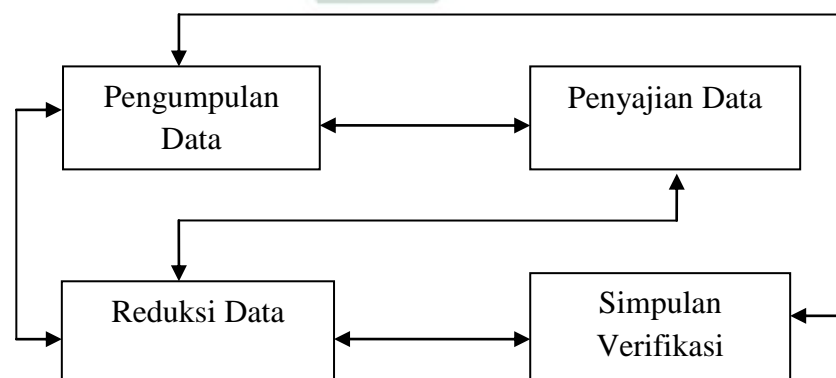 Pengumpulan
Data
Penyajian Data
Reduksi Data
Simpulan
Verifikasi